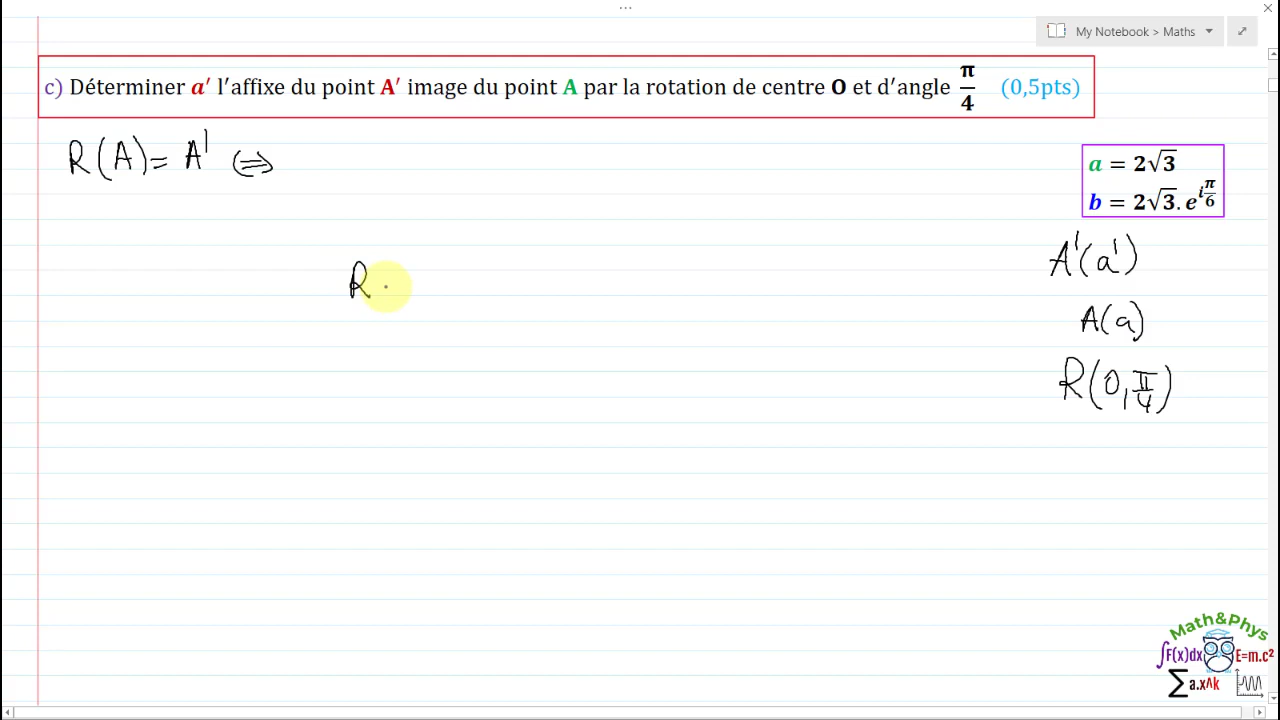 ...
My Notebook > Maths
c) Déterminer a′ l′affixe du point A′ image du point A par la rotation de centre O et d′angle π/4 (0,5pts)
R(A) = A' ⇔
a = 2√3
b = 2√3. e^{iπ/6}
A'(a')
A(a)
R .
R(0, π/4)
Math&Phys
∫F(x)dx E=m.c²
∑ a.x^k